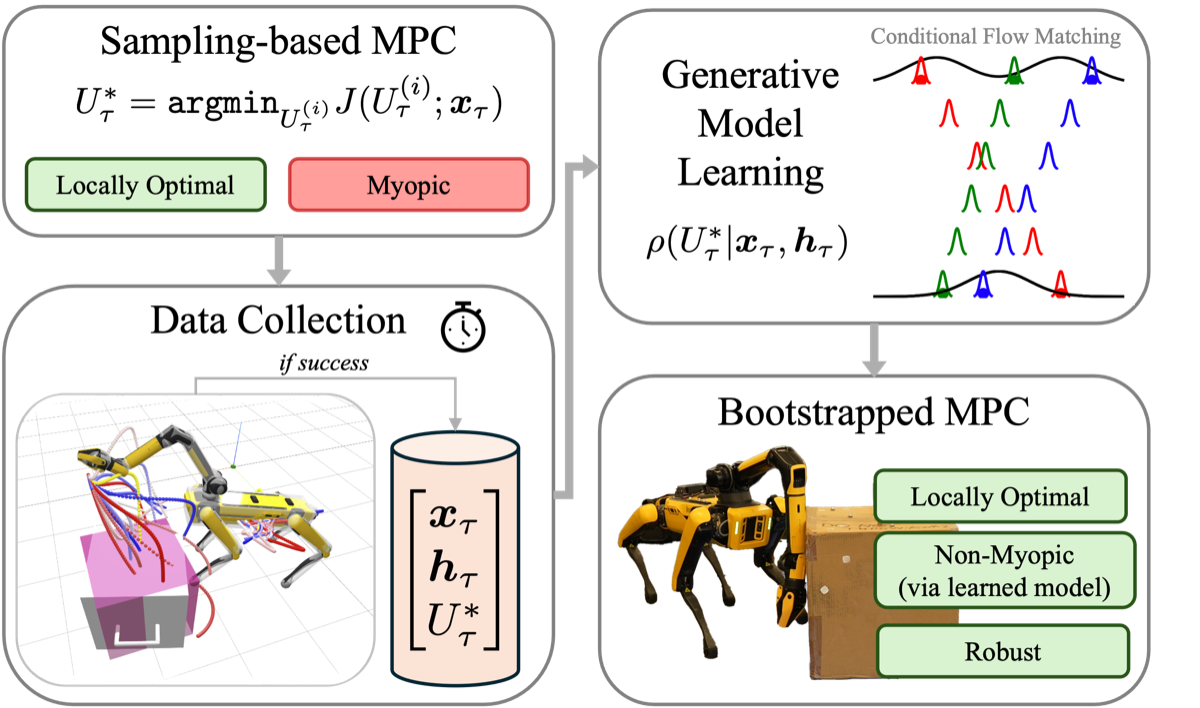 Sampling-based MPC
U*_τ = argmin_{U_τ^{(i)}} J(U_τ^{(i)}; x_τ)
Locally Optimal
Myopic
Data Collection
if success
x_τ
h_τ
U*_τ
Conditional Flow Matching
Generative
Model
Learning
ρ(U*_τ|x_τ, h_τ)
Bootstrapped MPC
Locally Optimal
Non-Myopic
(via learned model)
Robust